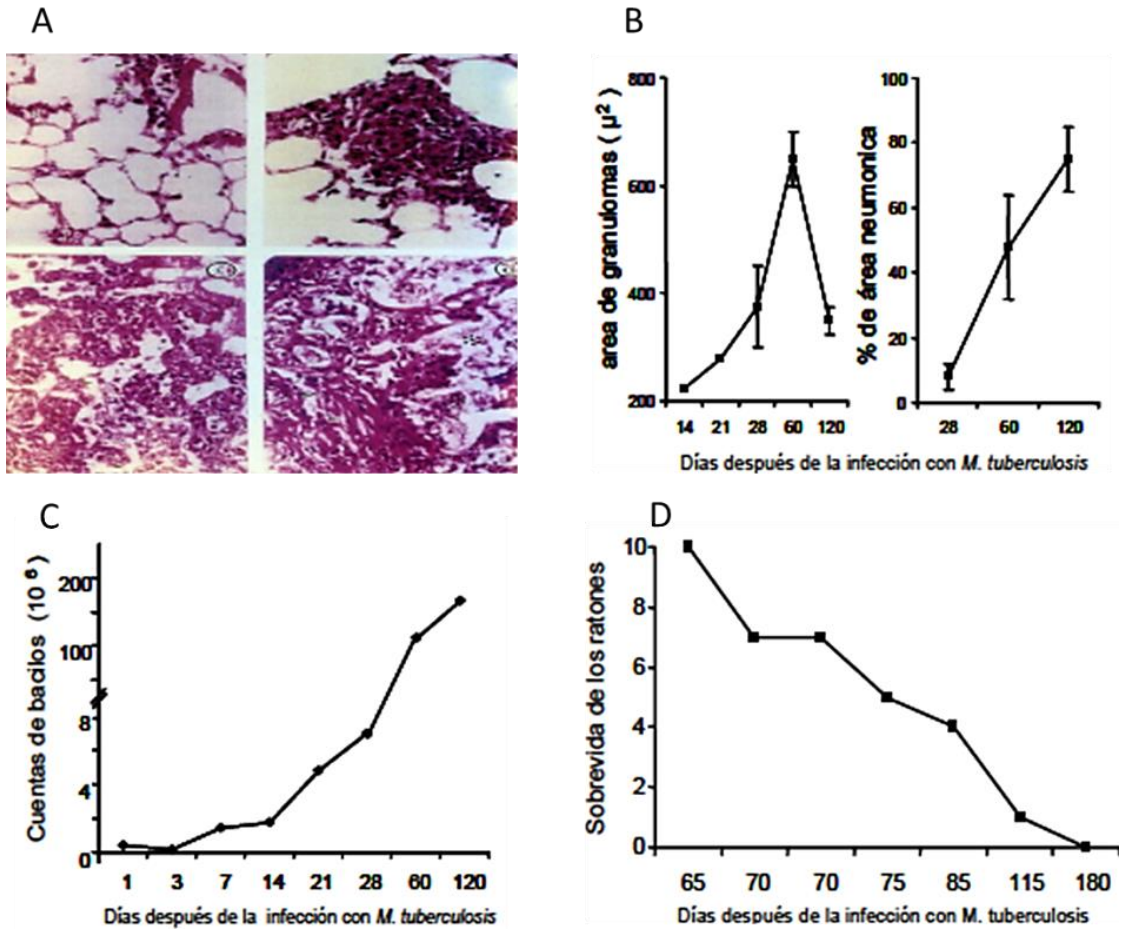 A
B
area de granulomas ( µ² )
800
600
400
200
14 21 28 60 120
% de área neumonica
100
80
60
40
20
0
28 60 120
Días después de la infección con M. tuberculosis
C
Cuentas de bacilos (10 ⁶ )
200
100
8
4
0
1 3 7 14 21 28 60 120
Días después de la infección con M. tuberculosis
D
Sobrevida de los ratones
10
8
6
4
2
0
65 70 70 75 85 115 180
Días después de la infección con M. tuberculosis